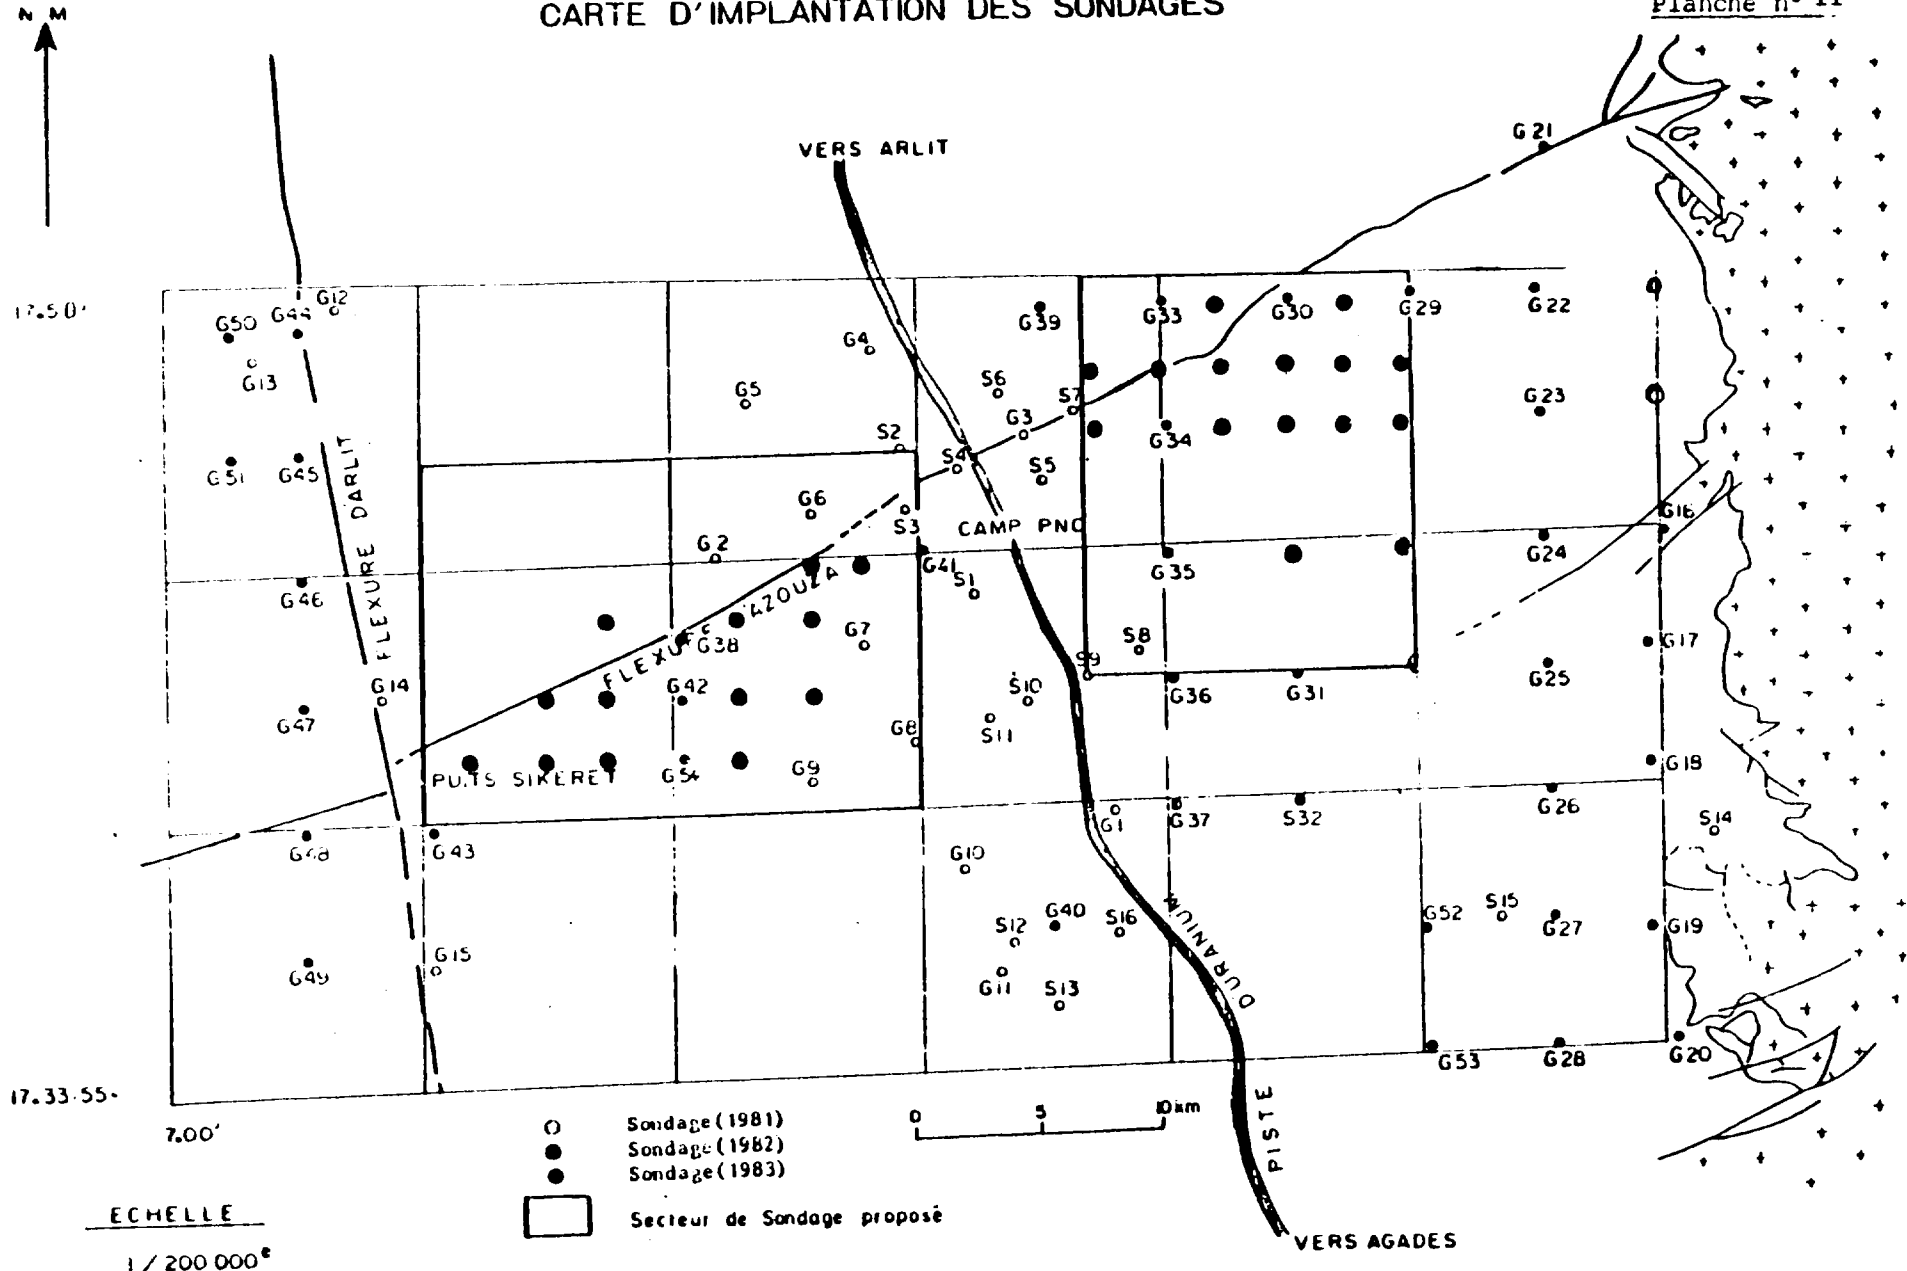 N M
CARTE D'IMPLANTATION DES SONDAGES
Planche n° 11
G21
VERS ARLIT
17.50'
G50
G44
G12
G13
G4
G39
G33
G30
G29
G22
G5
S6
S7
G3
G23
S2
S4
S5
G34
G51
G45
FLEXURE D'ARLIT
G6
S3
CAMP PND
G16
G2
G41
S1
G35
G24
G46
FLEXURE AZOUZA
G38
G7
S8
G17
S9
G14
G42
S10
G36
G31
G25
G47
G8
S11
G18
PUITS SIKERET
G54
G9
G26
G1
G37
S32
S14
G48
G43
G10
S12
G40
S16
G52
S15
G27
G19
G15
G49
G11
S13
PISTE D'URANIUM
G53
G28
G20
17.33.55-
7.00'
0 5 10km
Sondage(1981)
Sondage(1982)
Sondage(1983)
Secteur de Sondage proposé
ECHELLE
1/200 000e
VERS AGADES